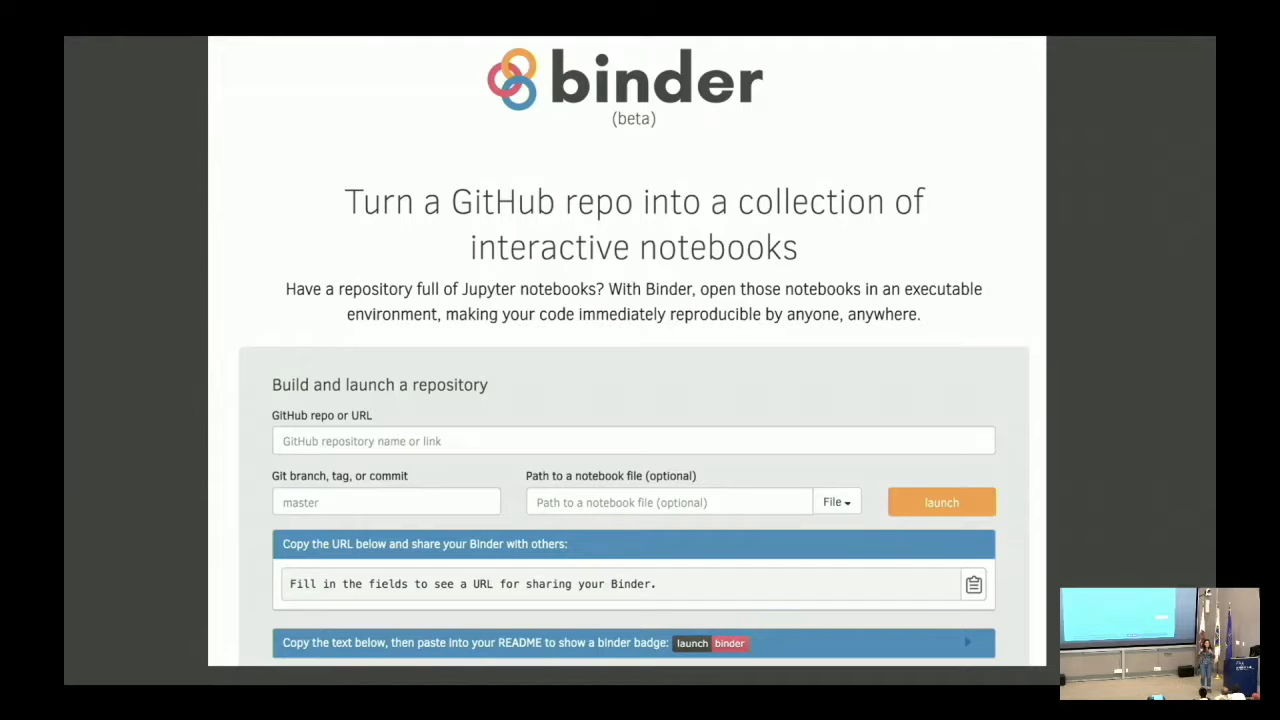 binder
(beta)
Turn a GitHub repo into a collection of
interactive notebooks
Have a repository full of Jupyter notebooks? With Binder, open those notebooks in an executable
environment, making your code immediately reproducible by anyone, anywhere.
Build and launch a repository
GitHub repo or URL
GitHub repository name or link
Git branch, tag, or commit
Path to a notebook file (optional)
master
Path to a notebook file (optional)
File
launch
Copy the URL below and share your Binder with others:
Fill in the fields to see a URL for sharing your Binder.
Copy the text below, then paste into your README to show a binder badge: launch binder